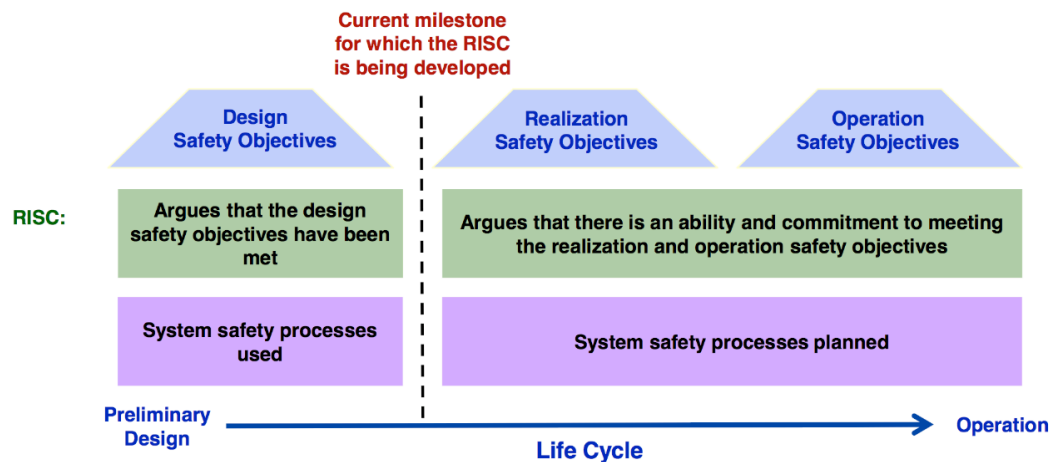 Current milestone
for which the RISC
is being developed
Design
Safety Objectives
Realization
Safety Objectives
Operation
Safety Objectives
RISC:
Argues that the design
safety objectives have been
met
Argues that there is an ability and commitment to meeting
the realization and operation safety objectives
System safety processes
used
System safety processes planned
Preliminary
Design
Life Cycle
Operation